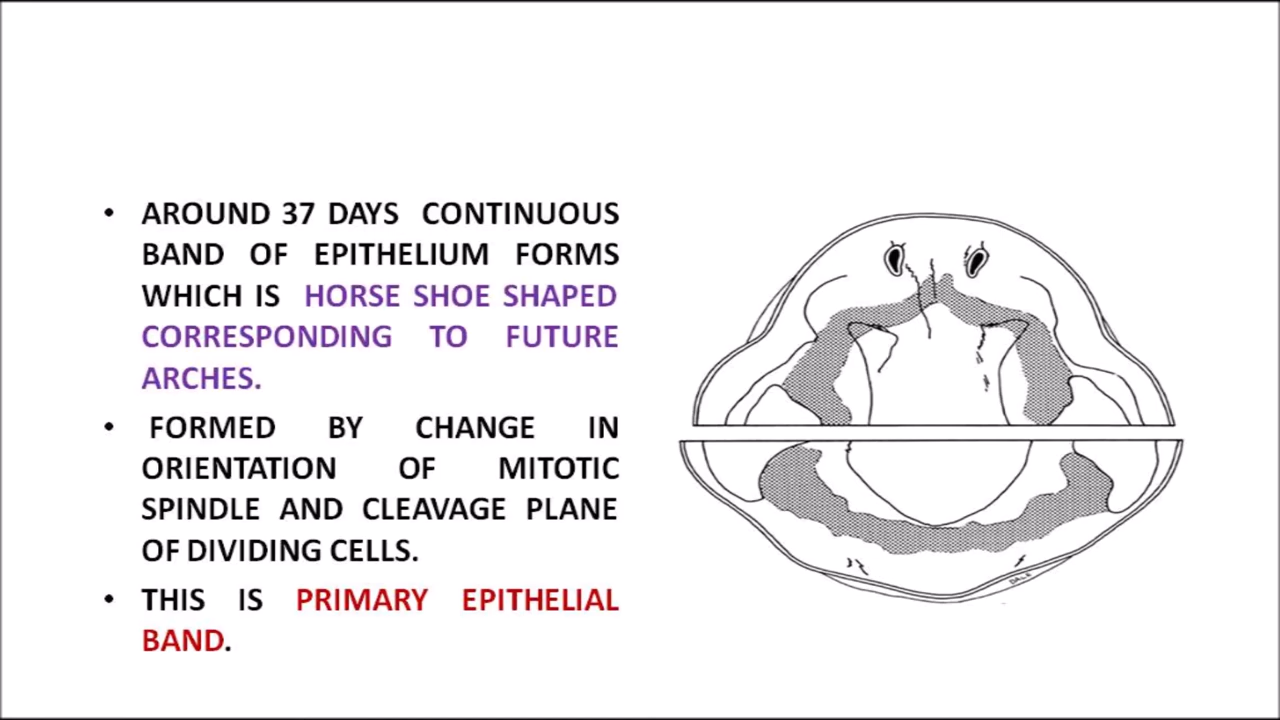 • AROUND 37 DAYS CONTINUOUS
BAND OF EPITHELIUM FORMS
WHICH IS HORSE SHOE SHAPED
CORRESPONDING TO FUTURE
ARCHES.
• FORMED BY CHANGE IN
ORIENTATION OF MITOTIC
SPINDLE AND CLEAVAGE PLANE
OF DIVIDING CELLS.
• THIS IS PRIMARY EPITHELIAL
BAND.